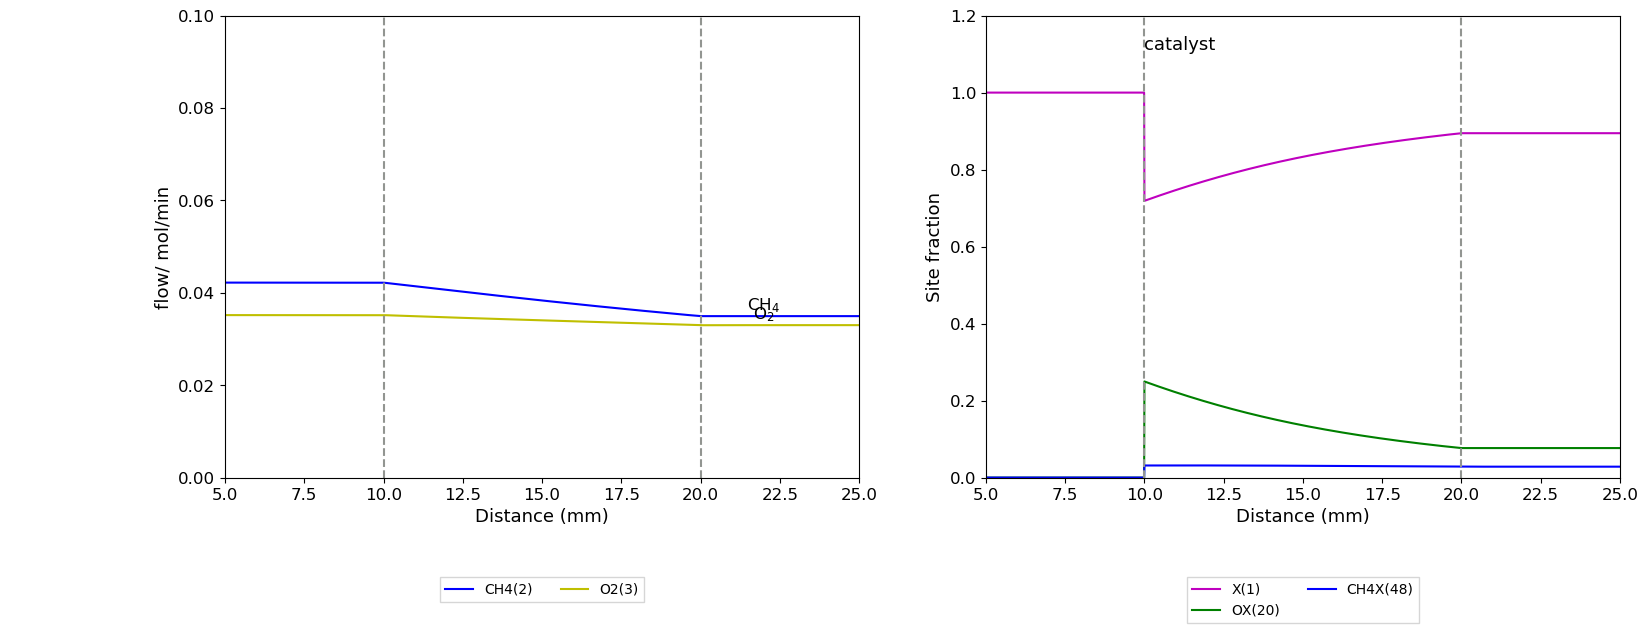 0.10
0.08
0.06
0.04
0.02
0.00
flow/ mol/min
CH4
O2
5.0 7.5 10.0 12.5 15.0 17.5 20.0 22.5 25.0
Distance (mm)
CH4(2) O2(3)
1.2
1.0
0.8
0.6
0.4
0.2
0.0
Site fraction
catalyst
5.0 7.5 10.0 12.5 15.0 17.5 20.0 22.5 25.0
Distance (mm)
X(1) CH4X(48)
OX(20)